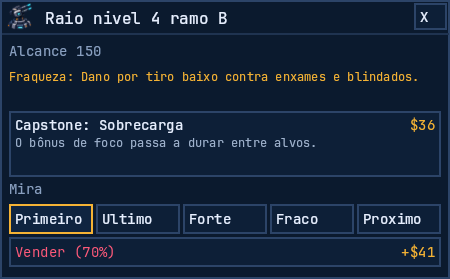 Raio nivel 4 ramo B X
Alcance 150
Fraqueza: Dano por tiro baixo contra enxames e blindados.
Capstone: Sobrecarga $36
O bônus de foco passa a durar entre alvos.
Mira
Primeiro Ultimo Forte Fraco Proximo
Vender (70%) +$41